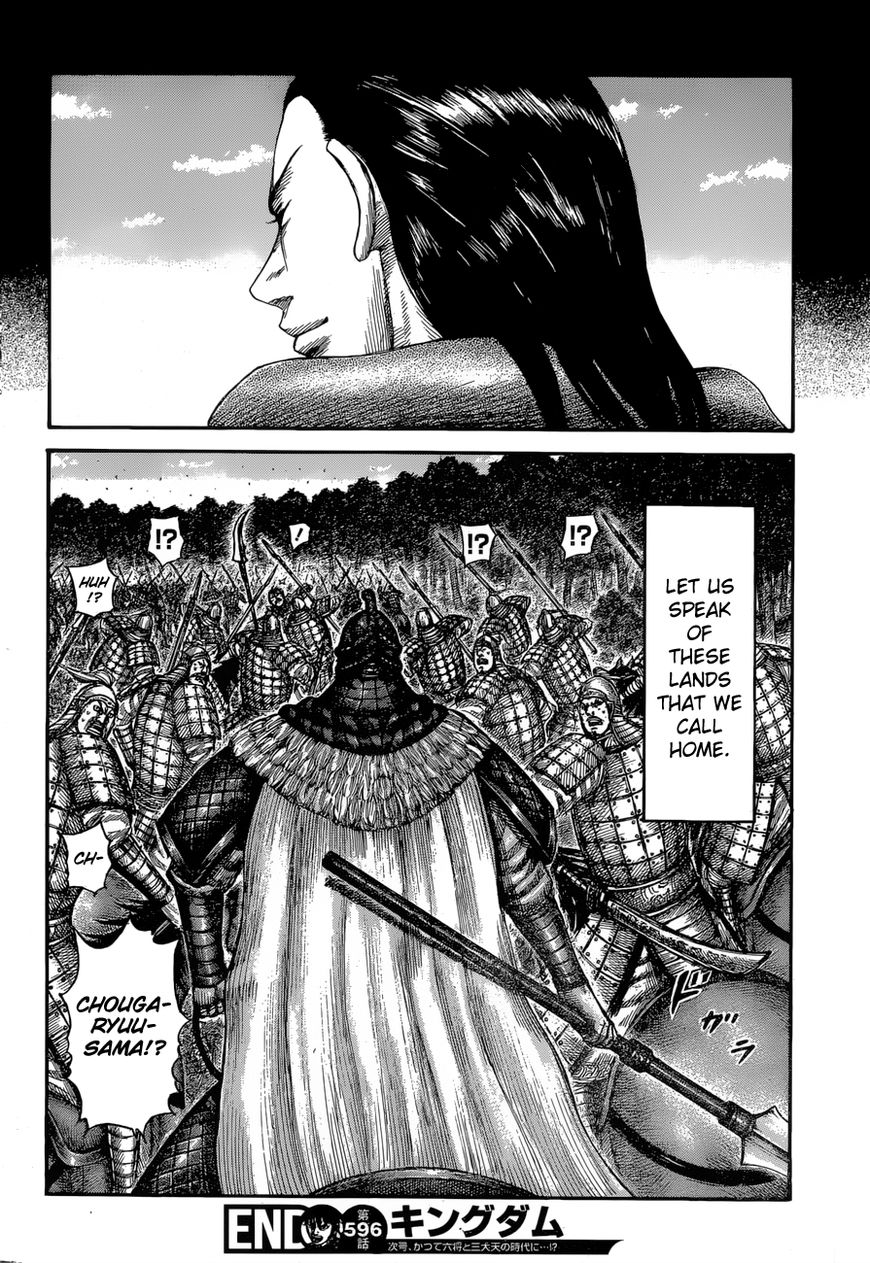 !?
!?
!
!?
HUH
!?
LET US
SPEAK
OF
THESE
LANDS
THAT WE
CALL
HOME.
CH-
CHOUGA-
RYUU-
SAMA!?
ドガラ
END 第596話 キングダム
次号、かつて六将と三大天の時代に…!?